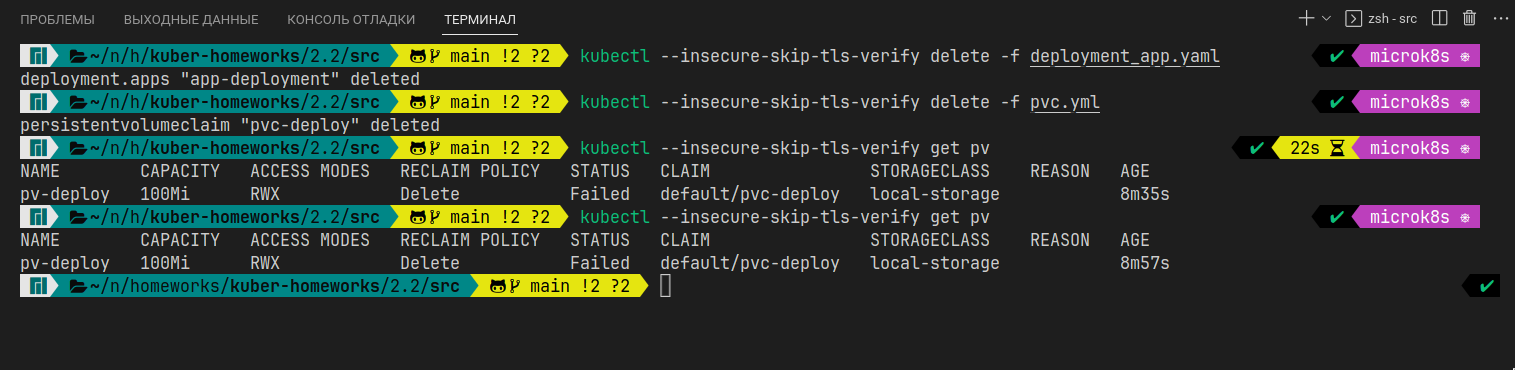 ПРОБЛЕМЫ ВЫХОДНЫЕ ДАННЫЕ КОНСОЛЬ ОТЛАДКИ ТЕРМИНАЛ zsh - src
~/n/h/kuber-homeworks/2.2/src main !2 ?2 kubectl --insecure-skip-tls-verify delete -f deployment_app.yaml ✔ microk8s ⎈
deployment.apps "app-deployment" deleted
~/n/h/kuber-homeworks/2.2/src main !2 ?2 kubectl --insecure-skip-tls-verify delete -f pvc.yml ✔ microk8s ⎈
persistentvolumeclaim "pvc-deploy" deleted
~/n/h/kuber-homeworks/2.2/src main !2 ?2 kubectl --insecure-skip-tls-verify get pv ✔ 22s microk8s ⎈
NAME CAPACITY ACCESS MODES RECLAIM POLICY STATUS CLAIM STORAGECLASS REASON AGE
pv-deploy 100Mi RWX Delete Failed default/pvc-deploy local-storage 8m35s
~/n/h/kuber-homeworks/2.2/src main !2 ?2 kubectl --insecure-skip-tls-verify get pv ✔ microk8s ⎈
NAME CAPACITY ACCESS MODES RECLAIM POLICY STATUS CLAIM STORAGECLASS REASON AGE
pv-deploy 100Mi RWX Delete Failed default/pvc-deploy local-storage 8m57s
~/n/homeworks/kuber-homeworks/2.2/src main !2 ?2 ✔